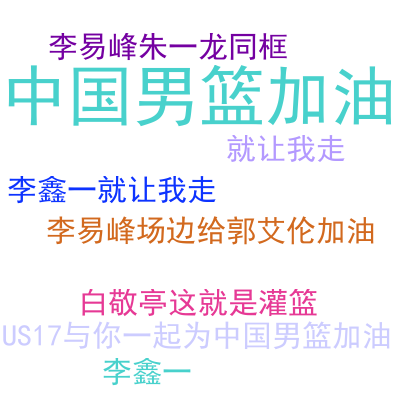 李易峰朱一龙同框
中国男篮加油
就让我走
李鑫一就让我走
李易峰场边给郭艾伦加油
白敬亭这就是灌篮
US17与你一起为中国男篮加油
李鑫一